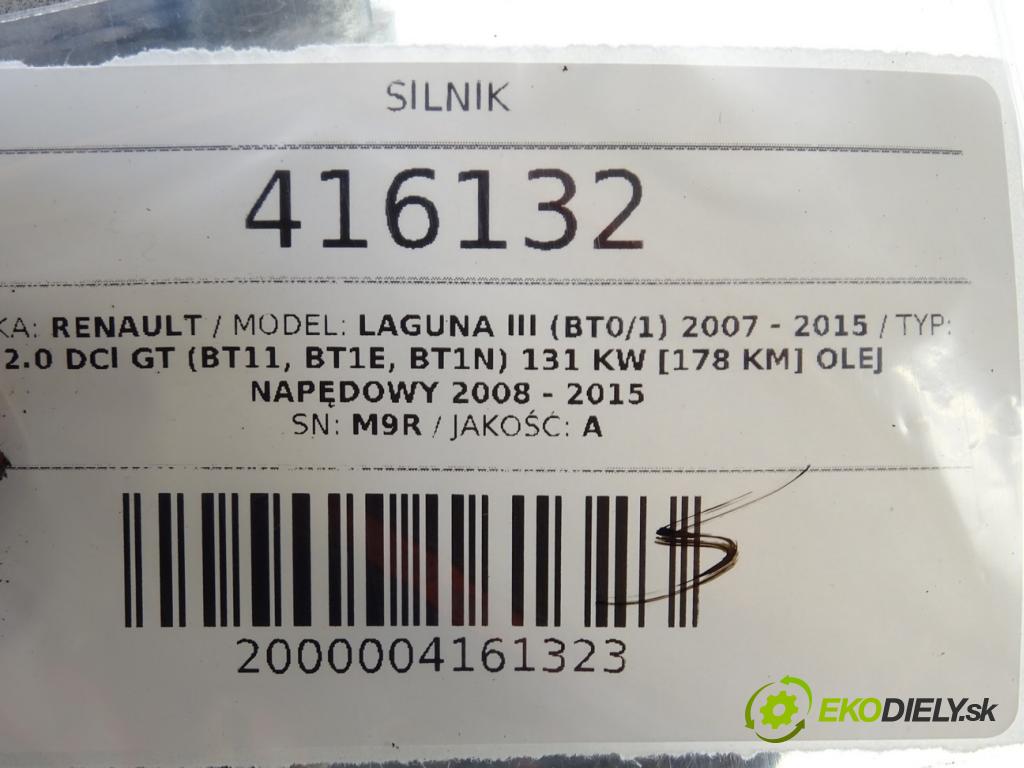 SILNIK
416132
KA: RENAULT / MODEL: LAGUNA III (BT0/1) 2007 - 2015 / TYP:
2.0 DCI GT (BT11, BT1E, BT1N) 131 KW [178 KM] OLEJ
NAPĘDOWY 2008 - 2015
SN: M9R / JAKOŚĆ: A
5
2000004161323
EKODIELY.sk